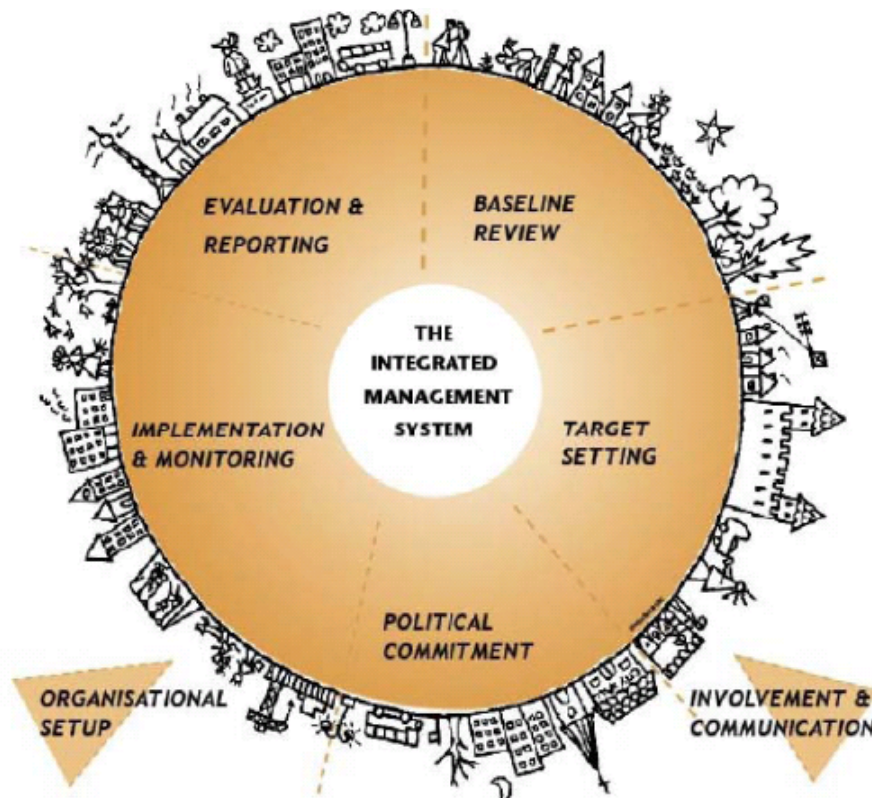 EVALUATION &
REPORTING
BASELINE
REVIEW
THE
INTEGRATED
MANAGEMENT
SYSTEM
IMPLEMENTATION
& MONITORING
TARGET
SETTING
POLITICAL
COMMITMENT
ORGANISATIONAL
SETUP
INVOLVEMENT &
COMMUNICATION